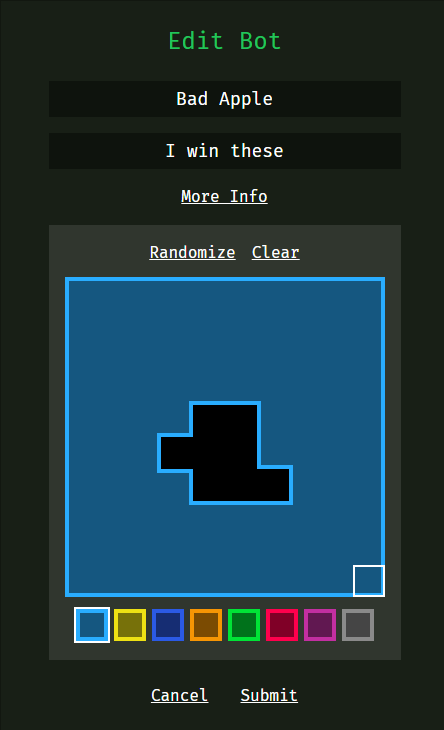 Edit Bot
Bad Apple
I win these
More Info
Randomize Clear
Cancel Submit